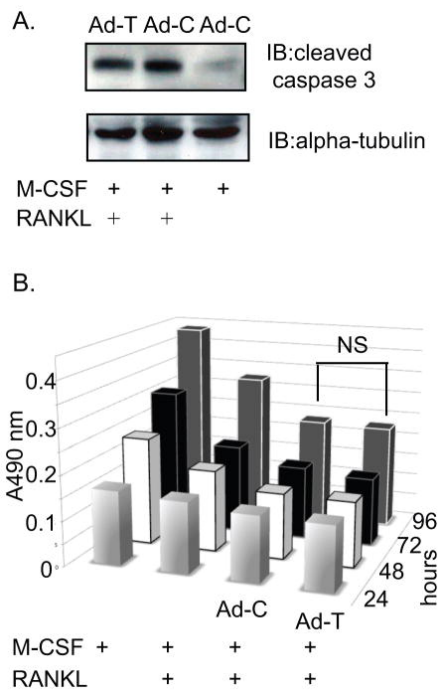 A.
Ad-T Ad-C Ad-C
IB:cleaved
caspase 3
IB:alpha-tubulin
M-CSF + + +
RANKL + +
B.
NS
A490 nm
0.4
0.3
0.2
0.1
0
96
72
48
24
hours
Ad-C Ad-T
M-CSF + + + +
RANKL + + +